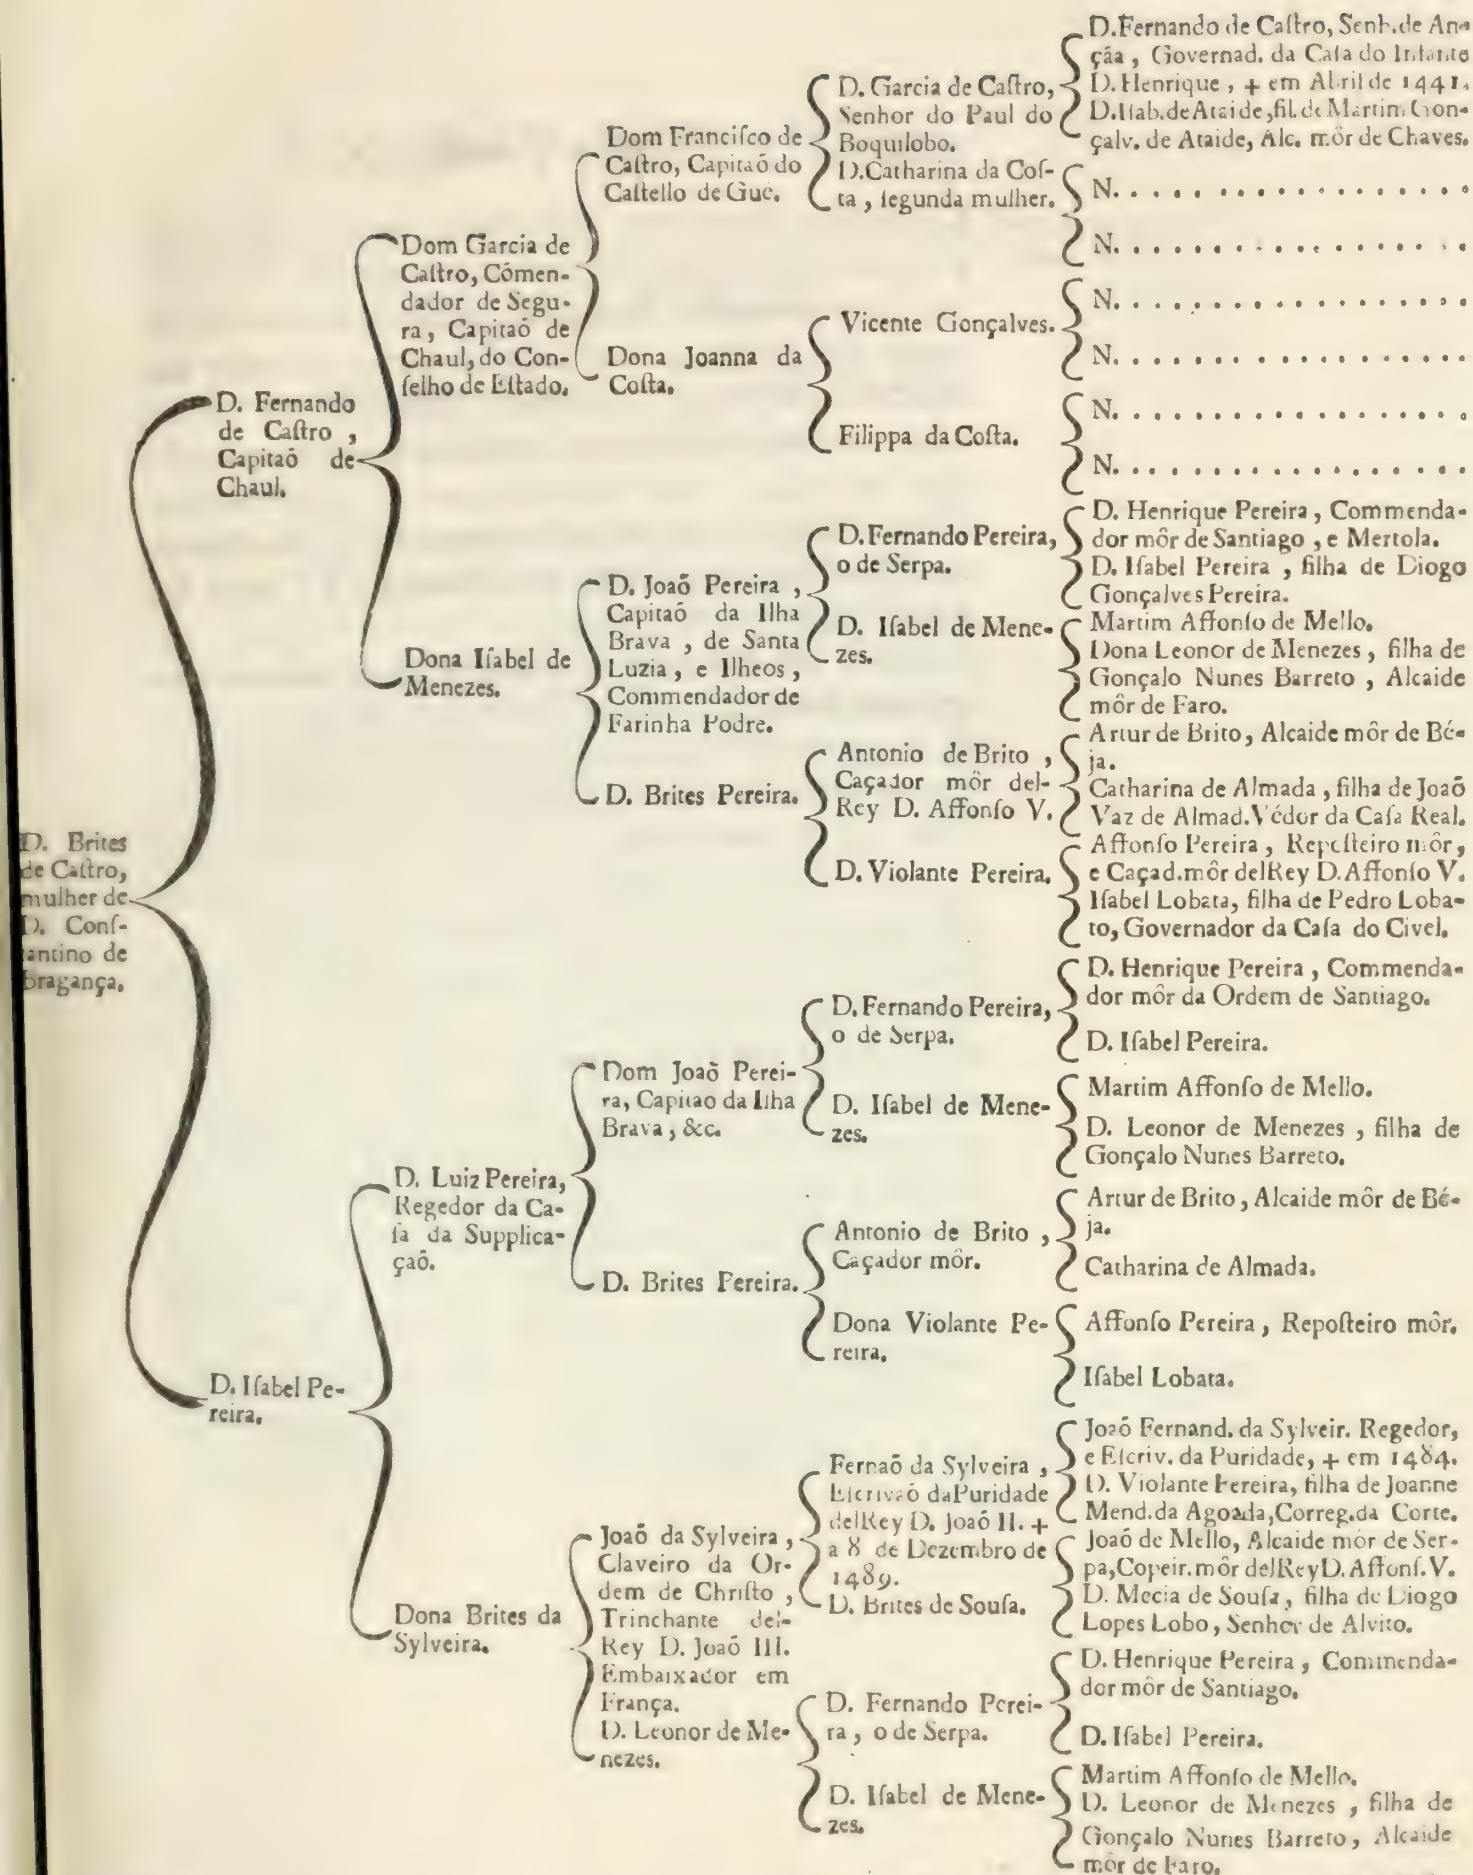 D. Brites
de Caſtro,
mulher de
D. Conſ-
tantino de
Bragança.
D. Fernando
de Caſtro ,
Capitaõ de
Chaul.
D. Iſabel Pe-
reira.
Dom Garcia de
Caſtro, Cómen-
dador de Segu-
ra, Capitaõ de
Chaul, do Con-
ſelho de Eſtado.
Dona Iſabel de
Menezes.
D. Luiz Pereira,
Regedor da Ca-
ſa da Supplica-
çaõ.
Dona Brites da
Sylveira.
Dom Franciſco de
Caſtro, Capitaõ do
Caſtello de Gué.
Dona Joanna da
Coſta.
D. Joaõ Pereira ,
Capitaõ da Ilha
Brava , de Santa
Luzia, e Ilheos ,
Commendador de
Farinha Podre.
D. Brites Pereira.
Dom Joaõ Perei-
ra, Capitao da Ilha
Brava, &c.
D. Brites Pereira.
Joaõ da Sylveira ,
Claveiro da Or-
dem de Chriſto ,
Trinchante del-
Rey D. Joaõ III.
Embaixador em
França.
D. Leonor de Me-
nezes.
D. Garcia de Caſtro,
Senhor do Paul do
Boquilobo.
D.Catharina da Coſ-
ta , ſegunda mulher.
Vicente Gonçalves.
Filippa da Coſta.
D. Fernando Pereira,
o de Serpa.
D. Iſabel de Mene-
zes.
Antonio de Brito ,
Caçador môr del-
Rey D. Affonſo V.
D. Violante Pereira.
D. Fernando Pereira,
o de Serpa.
D. Iſabel de Mene-
zes.
Antonio de Brito ,
Caçador môr.
Dona Violante Pe-
reira.
Fernaõ da Sylveira ,
Eſcrivaõ da Puridade
delRey D. Joaõ II. +
a 8 de Dezembro de
1489.
D. Brites de Souſa.
D. Fernando Perei-
ra , o de Serpa.
D. Iſabel de Mene-
zes.
D.Fernando de Caſtro, Senh.de An-
çãa , Governad. da Caſa do Infante
D. Henrique , + em Abril de 1441.
D.Iſab.de Ataide,fil.de Martim Gon-
çalv. de Ataide, Alc. môr de Chaves.
N. . . . . . . . . . . . . . . . . .
N. . . . . . . . . . . . . . . . . .
N. . . . . . . . . . . . . . . . . .
N. . . . . . . . . . . . . . . . . .
N. . . . . . . . . . . . . . . . . .
N. . . . . . . . . . . . . . . . . .
D. Henrique Pereira , Commenda-
dor môr de Santiago , e Mertola.
D. Iſabel Pereira , filha de Diogo
Gonçalves Pereira.
Martim Affonſo de Mello.
Dona Leonor de Menezes , filha de
Gonçalo Nunes Barreto , Alcaide
môr de Faro.
Artur de Brito, Alcaide môr de Bé-
ja.
Catharina de Almada , filha de Joaõ
Vaz de Almad.Védor da Caſa Real.
Affonſo Pereira , Repoſteiro môr,
e Caçad.môr delRey D.Affonſo V.
Iſabel Lobata, filha de Pedro Loba-
to, Governador da Caſa do Civel.
D. Henrique Pereira , Commenda-
dor môr da Ordem de Santiago.
D. Iſabel Pereira.
Martim Affonſo de Mello.
D. Leonor de Menezes , filha de
Gonçalo Nunes Barreto.
Artur de Brito, Alcaide môr de Bé-
ja.
Catharina de Almada.
Affonſo Pereira , Repoſteiro môr.
Iſabel Lobata.
Joaõ Fernand. da Sylveir. Regedor,
e Eſcriv. da Puridade, + em 1484.
D. Violante Pereira, filha de Joanne
Mend.da Agoada,Correg.da Corte.
Joaõ de Mello, Alcaide môr de Ser-
pa,Copeir.môr delReyD.Affonſ.V.
D. Mecia de Souſa , filha de Diogo
Lopes Lobo, Senhor de Alvito.
D. Henrique Pereira , Commenda-
dor môr de Santiago.
D. Iſabel Pereira.
Martim Affonſo de Mello.
D. Leonor de Menezes , filha de
Gonçalo Nunes Barreto, Alcaide
môr de Faro.